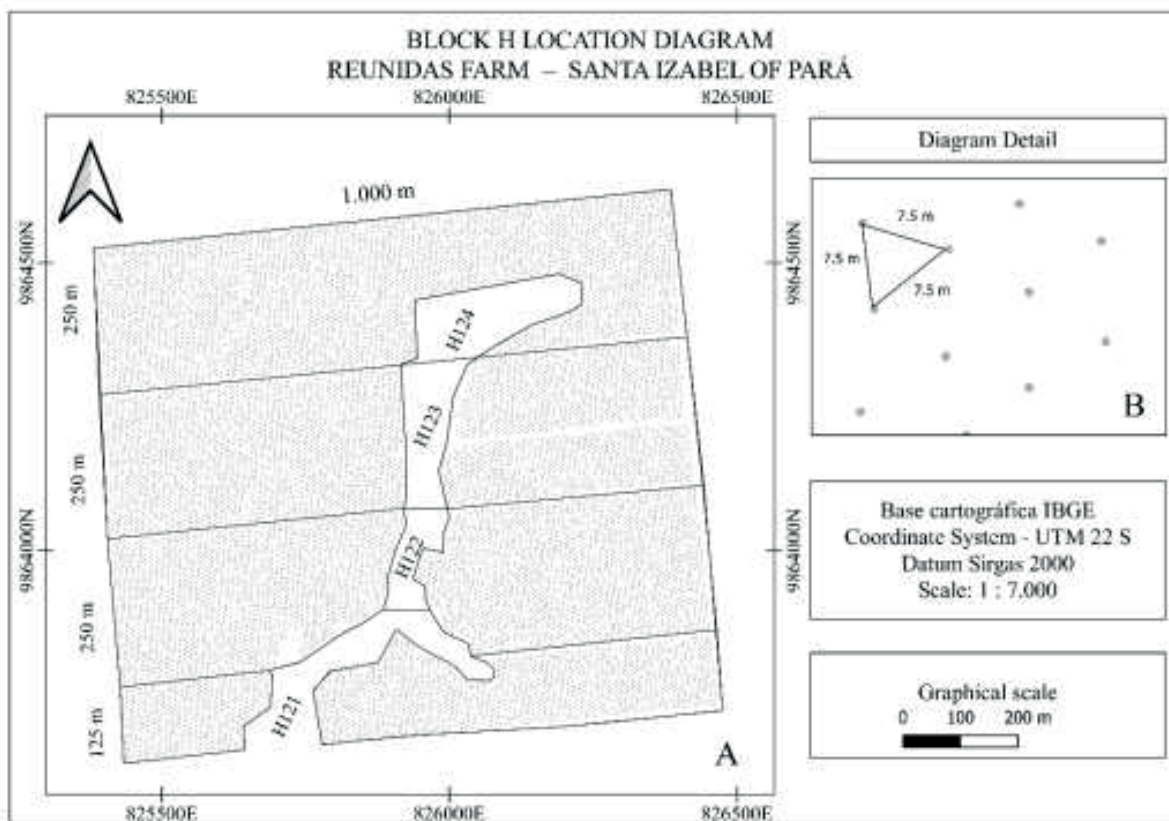 BLOCK H LOCATION DIAGRAM
REUNIDAS FARM – SANTA IZABEL OF PARÁ
825500E 826000E 826500E
1.000 m
9864500N 9864500N
250 m
H124
H123
250 m
9864000N 9864000N
H122
250 m
H121
125 m
A
825500E 826000E 826500E
Diagram Detail
7.5 m
7.5 m
7.5 m
B
Base cartográfica IBGE
Coordinate System - UTM 22 S
Datum Sirgas 2000
Scale: 1 : 7.000
Graphical scale
0 100 200 m